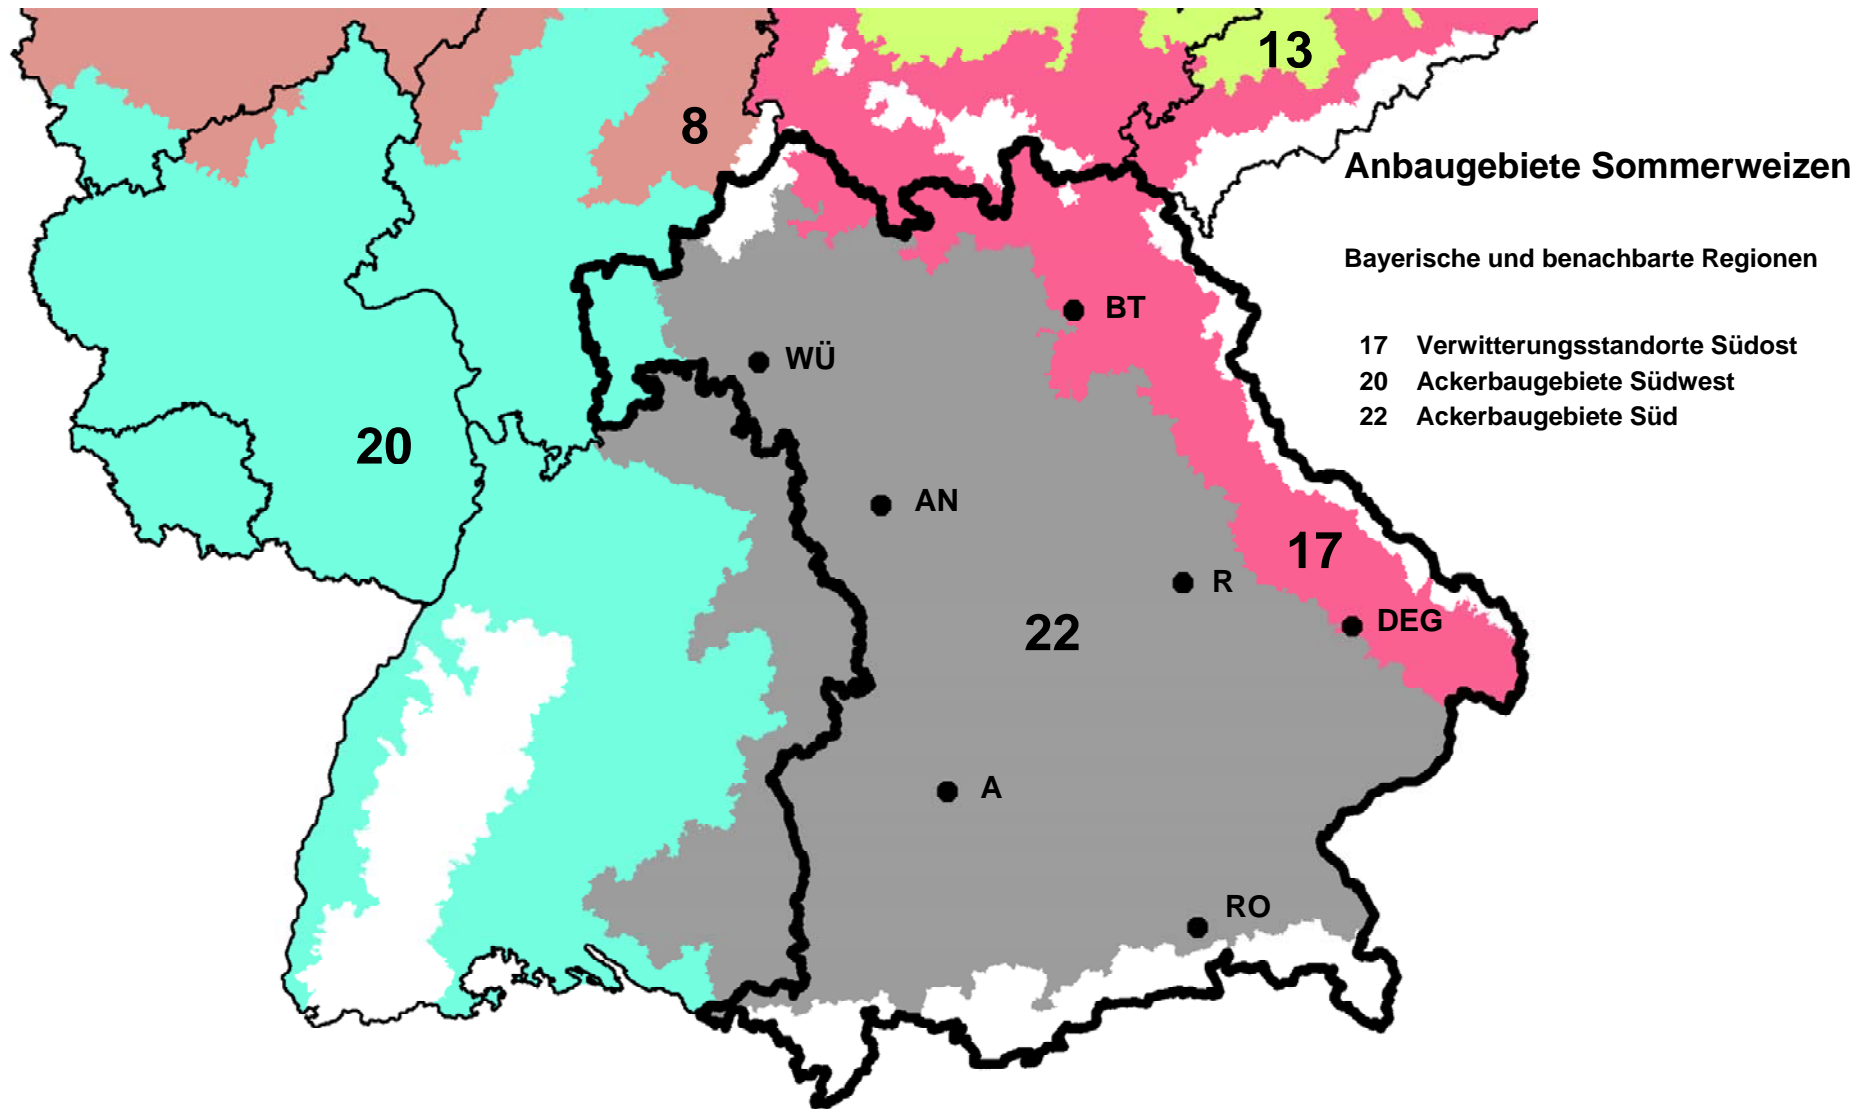 13
8
Anbaugebiete Sommerweizen
Bayerische und benachbarte Regionen
BT
17 Verwitterungsstandorte Südost
WÜ
20 Ackerbaugebiete Südwest
22 Ackerbaugebiete Süd
20
AN
17
R
DEG
22
A
RO